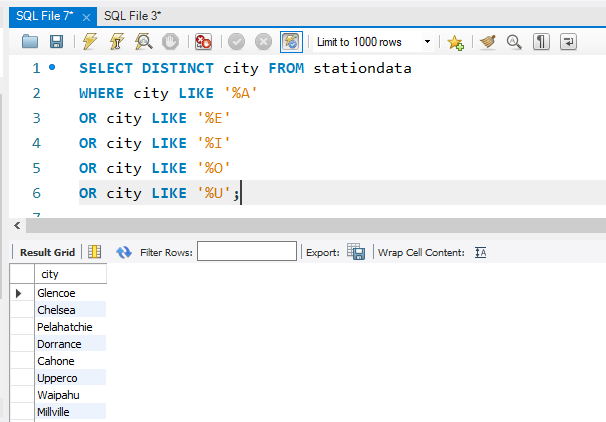 SQL File 7* × SQL File 3*
Limit to 1000 rows
1 SELECT DISTINCT city FROM stationdata
2 WHERE city LIKE '%A'
3 OR city LIKE '%E'
4 OR city LIKE '%I'
5 OR city LIKE '%O'
6 OR city LIKE '%U';
7
Result Grid Filter Rows: Export: Wrap Cell Content:
city
Glencoe
Chelsea
Pelahatchie
Dorrance
Cahone
Upperco
Waipahu
Millville